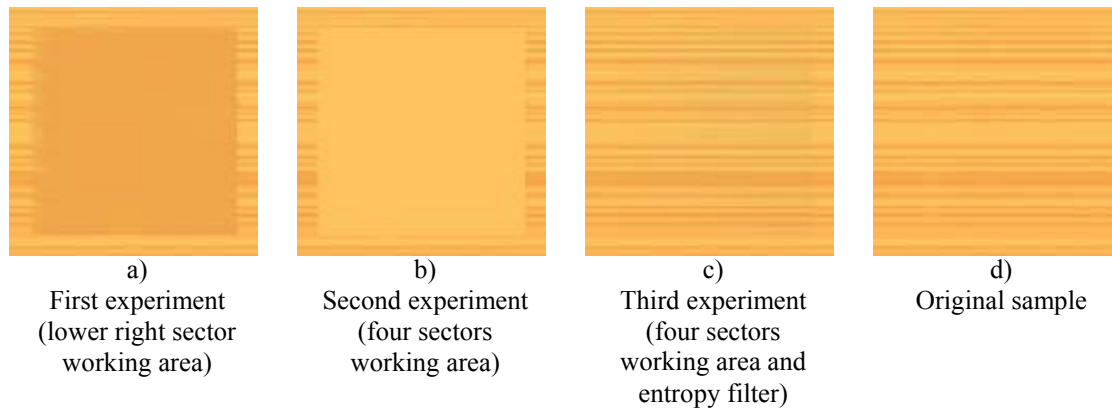 a)
First experiment
(lower right sector
working area)
b)
Second experiment
(four sectors
working area)
c)
Third experiment
(four sectors
working area and
entropy filter)
d)
Original sample